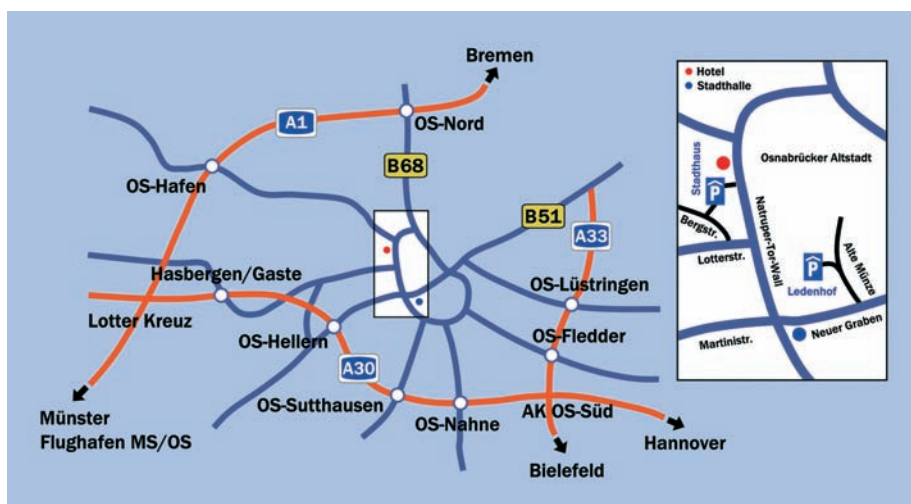 Bremen
A1
OS-Nord
B68
OS-Hafen
B51
A33
Hasbergen/Gaste
OS-Lüstringen
Lotter Kreuz
OS-Hellern
OS-Fledder
A30
OS-Sutthausen
OS-Nahne
AK OS-Süd
Münster
Flughafen MS/OS
Hannover
Bielefeld
Hotel
Stadthalle
Osnabrücker Altstadt
Stadthaus
P
Bergstr.
Natruper-Tor-Wall
Lotterstr.
P
Ledenhof
Alte Münze
Martinistr.
Neuer Graben